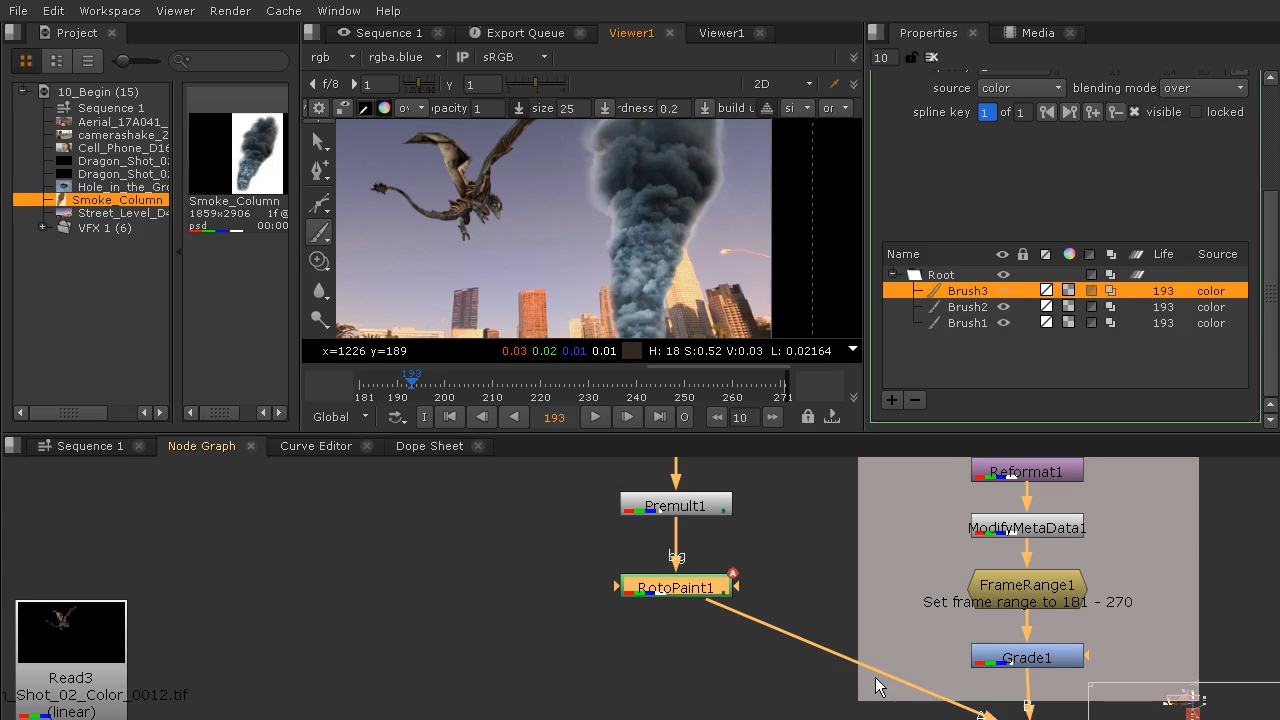 File Edit Workspace Viewer Render Cache Window Help
Project Sequence 1 Export Queue Viewer1 Viewer1 Properties Media
rgb rgba.blue IP sRGB 10
f/8 1 Y 1 2D
opacity 1 size 25 hardness 0.2 build u si or
source color blending mode over
spline key 1 of 1 visible locked
10_Begin (15)
Sequence 1
Aerial_17A041_
camerashake_2
Cell_Phone_D1
Dragon_Shot_0
Dragon_Shot_0
Hole_in_the_Gr
Smoke_Column
Street_Level_D
VFX 1 (6)
Smoke_Column
1859x2906 1f@
psd 00:00
Name Life Source
Root
Brush3 193 color
Brush2 193 color
Brush1 193 color
x=1226 y=189 0.03 0.02 0.01 0.01 H: 18 S:0.52 V:0.03 L: 0.02164
193
181 190 200 210 220 230 240 250 260 271
Global I 193 O 10
Sequence 1 Node Graph Curve Editor Dope Sheet
Premult1
bg
RotoPaint1
A
Reformat1
ModifyMetaData1
FrameRange1
Set frame range to 181 - 270
Grade1
A B
Read3
n_Shot_02_Color_0012.tif
(linear)